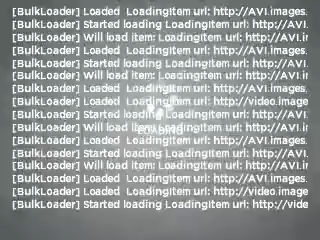 [BulkLoader] Loaded LoadingItem url: http://AVI.images.
[BulkLoader] Started loading LoadingItem url: http://AVI.
[BulkLoader] Will load item: LoadingItem url: http://AVI.ir
[BulkLoader] Loaded LoadingItem url: http://AVI.images.
[BulkLoader] Started loading LoadingItem url: http://AVI.
[BulkLoader] Will load item: LoadingItem url: http://AVI.ir
[BulkLoader] Loaded LoadingItem url: http://AVI.images.
[BulkLoader] Loaded LoadingItem url: http://video.image
[BulkLoader] Started loading LoadingItem url: http://AVI.
[BulkLoader] Will load item: LoadingItem url: http://AVI.ir
LOADING
[BulkLoader] Loaded LoadingItem url: http://AVI.images.
[BulkLoader] Started loading LoadingItem url: http://AVI.
[BulkLoader] Will load item: LoadingItem url: http://AVI.ir
[BulkLoader] Loaded LoadingItem url: http://AVI.images.
[BulkLoader] Loaded LoadingItem url: http://video.image
[BulkLoader] Started loading LoadingItem url: http://vide